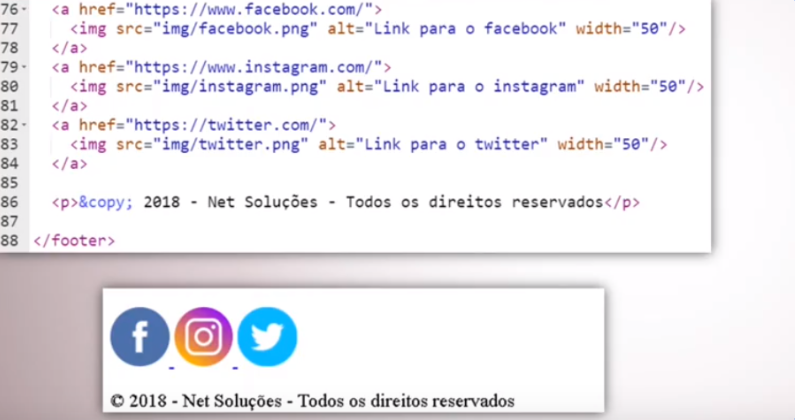 76 <a href="https://www.facebook.com/">
77 <img src="img/facebook.png" alt="Link para o facebook" width="50"/>
78 </a>
79 <a href="https://www.instagram.com/">
80 <img src="img/instagram.png" alt="Link para o instagram" width="50"/>
81 </a>
82 <a href="https://twitter.com/">
83 <img src="img/twitter.png" alt="Link para o twitter" width="50"/>
84 </a>
85
86 <p>&copy; 2018 - Net Soluções - Todos os direitos reservados</p>
87
88 </footer>
f
© 2018 - Net Soluções - Todos os direitos reservados